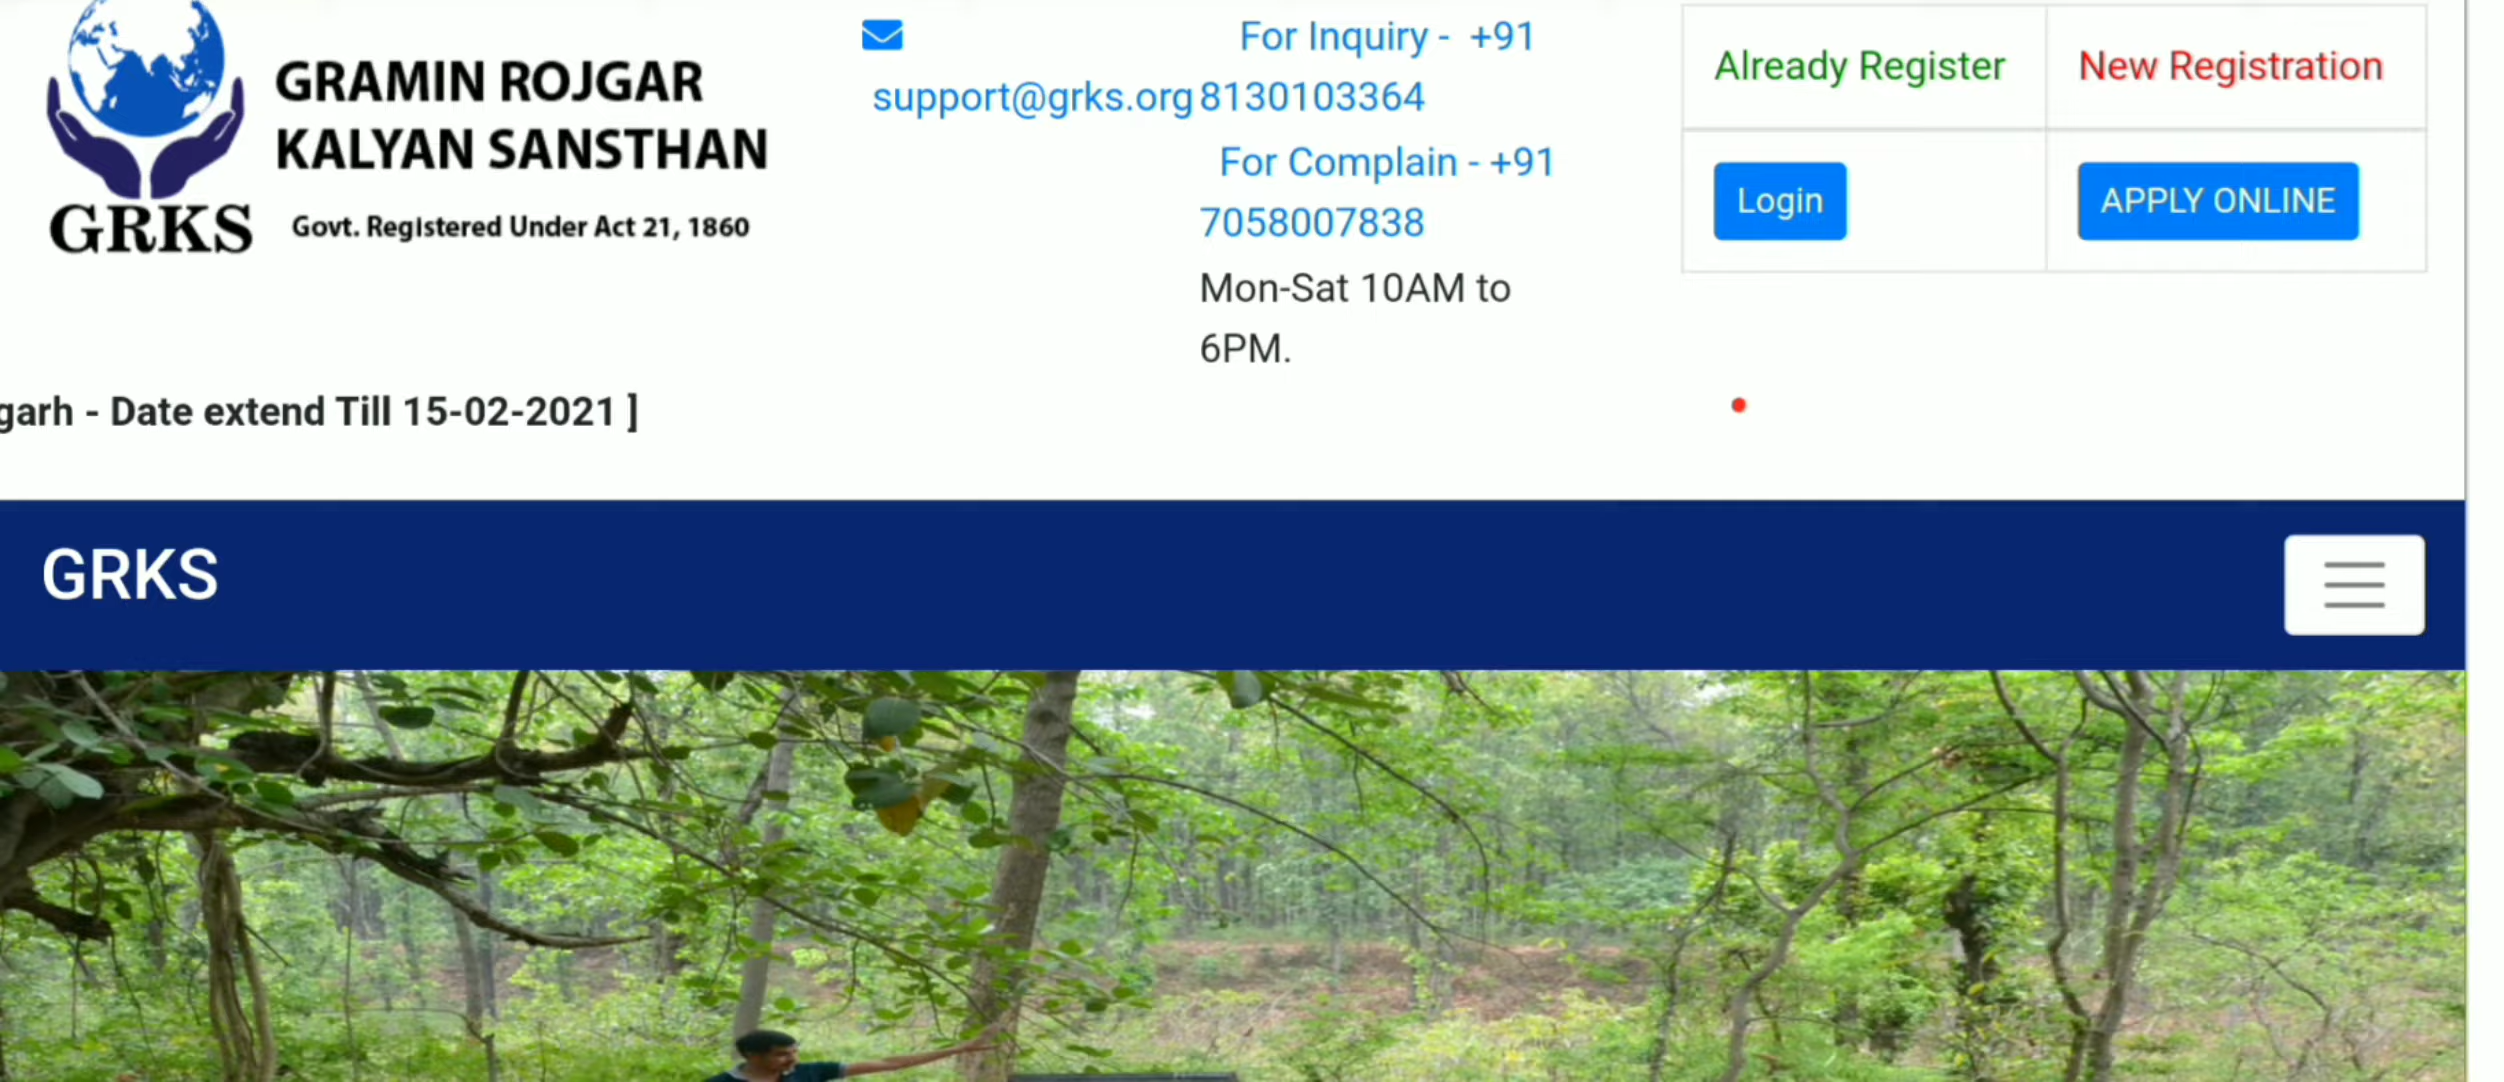 GRAMIN ROJGAR
KALYAN SANSTHAN
GRKS
Govt. Registered Under Act 21, 1860
support@grks.org
For Inquiry - +91
8130103364
For Complain - +91
7058007838
Mon-Sat 10AM to
6PM.
Already Register
New Registration
Login
APPLY ONLINE
garh - Date extend Till 15-02-2021 ]
GRKS